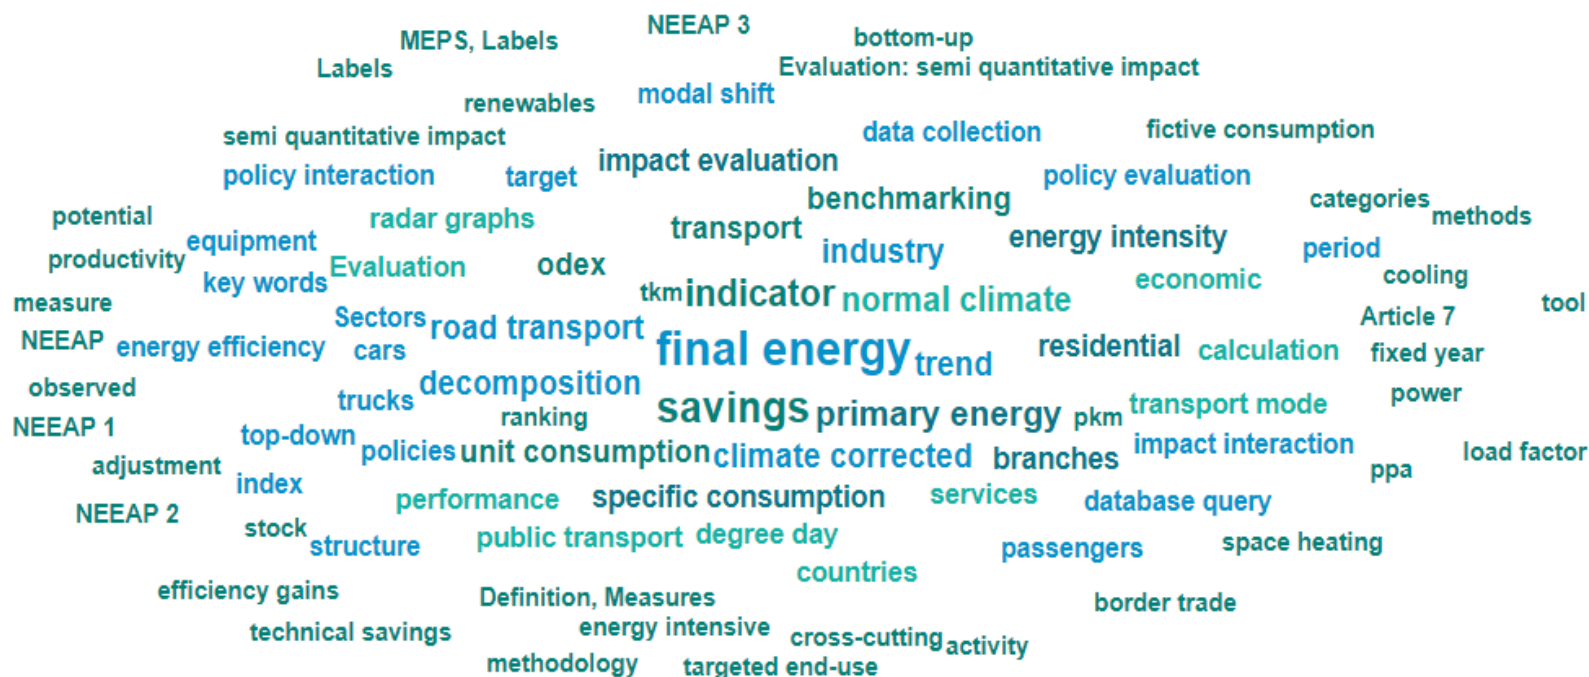 NEEAP 3
MEPS, Labels
bottom-up
Labels
Evaluation: semi quantitative impact
renewables
modal shift
semi quantitative impact
data collection
fictive consumption
policy interaction
target
impact evaluation
policy evaluation
potential
radar graphs
benchmarking
categories
methods
productivity
equipment
transport
industry
energy intensity
period
key words
Evaluation
odex
economic
cooling
measure
tkm
indicator
normal climate
tool
NEEAP
energy efficiency
Sectors
road transport
Article 7
cars
final energy
trend
residential
calculation
fixed year
observed
trucks
decomposition
power
NEEAP 1
ranking
savings
primary energy
pkm
transport mode
top-down
policies
unit consumption
climate corrected
branches
impact interaction
load factor
adjustment
index
ppa
NEEAP 2
performance
specific consumption
services
database query
stock
structure
public transport
degree day
passengers
space heating
countries
efficiency gains
Definition, Measures
border trade
technical savings
energy intensive
cross-cutting
activity
methodology
targeted end-use